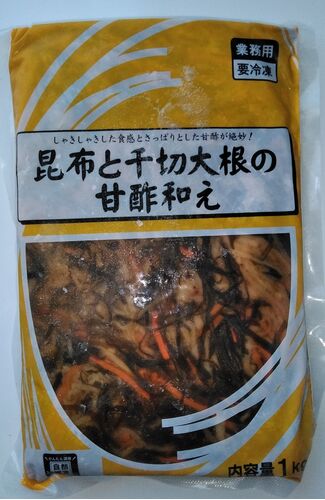 業務用
要冷凍
しゃきしゃきした食感とさっぱりとした甘酢が絶妙!
昆布と千切大根の
甘酢和え
自然
内容量1kg